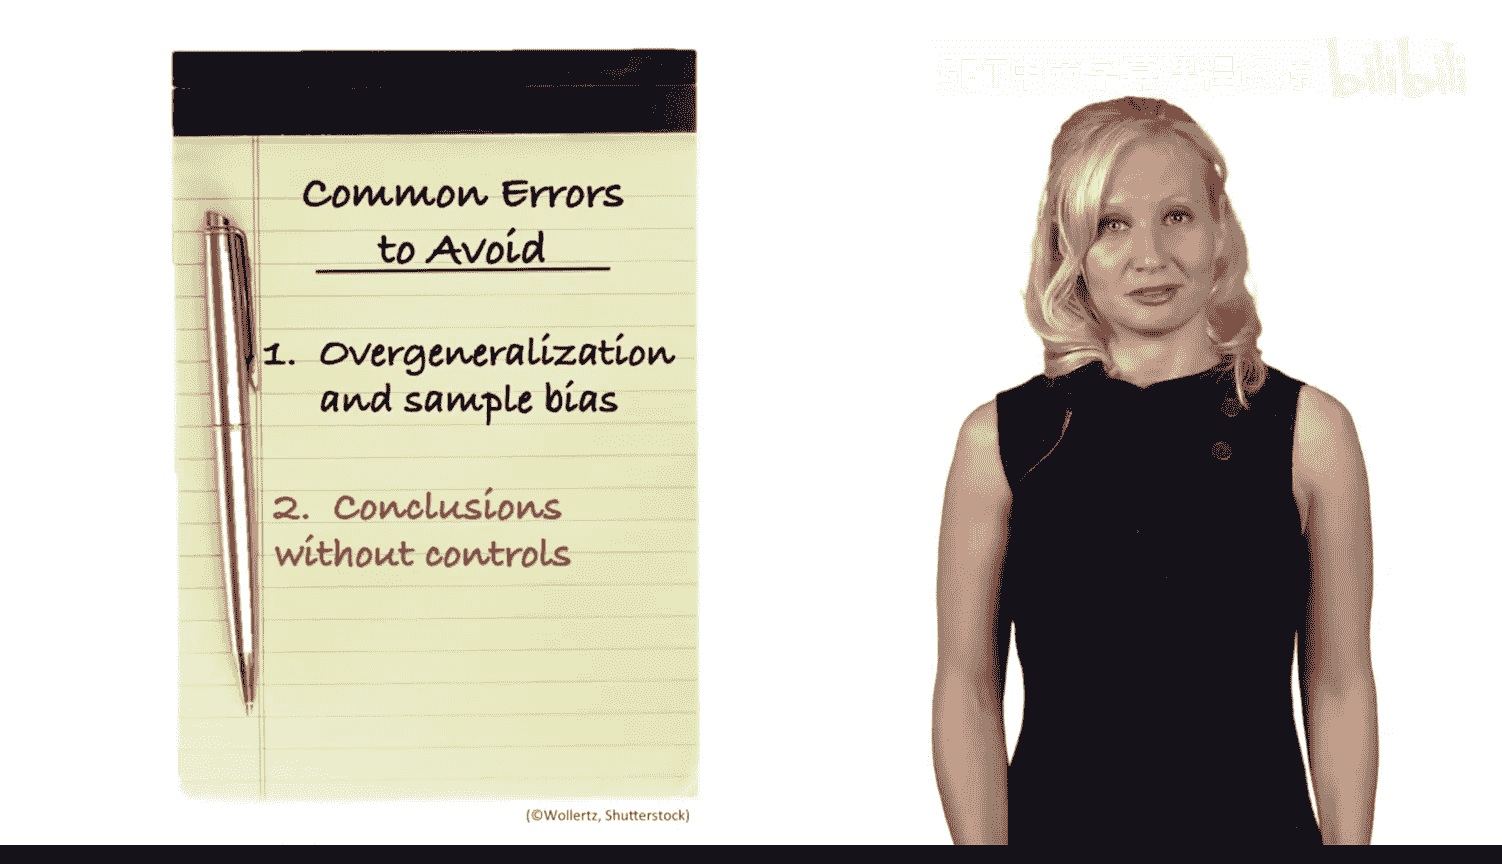 Common Errors
to Avoid
1. Overgeneralization
and sample bias
2. Conclusions
without controls
(©Wollertz, Shutterstock)
bilibili